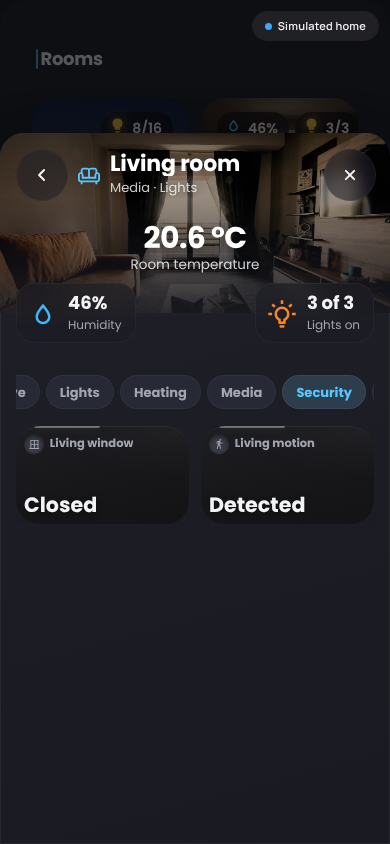 Simulated home
Rooms
8/16
46%
3/3
Living room
Media · Lights
20.6 °C
Room temperature
46%
Humidity
3 of 3
Lights on
Lights
Heating
Media
Security
Living window
Closed
Living motion
Detected